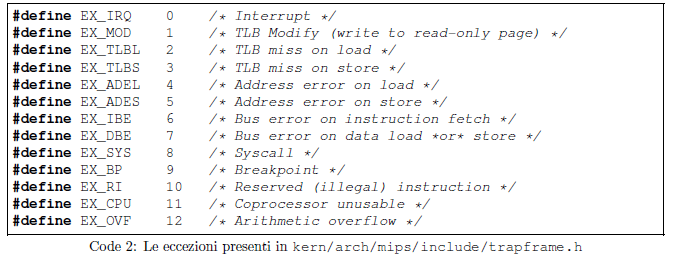 #define EX_IRQ 0 /* Interrupt */
#define EX_MOD 1 /* TLB Modify (write to read-only page) */
#define EX_TLBL 2 /* TLB miss on load */
#define EX_TLBS 3 /* TLB miss on store */
#define EX_ADEL 4 /* Address error on load */
#define EX_ADES 5 /* Address error on store */
#define EX_IBE 6 /* Bus error on instruction fetch */
#define EX_DBE 7 /* Bus error on data load *or* store */
#define EX_SYS 8 /* Syscall */
#define EX_BP 9 /* Breakpoint */
#define EX_RI 10 /* Reserved (illegal) instruction */
#define EX_CPU 11 /* Coprocessor unusable */
#define EX_OVF 12 /* Arithmetic overflow */
Code 2: Le eccezioni presenti in kern/arch/mips/include/trapframe.h